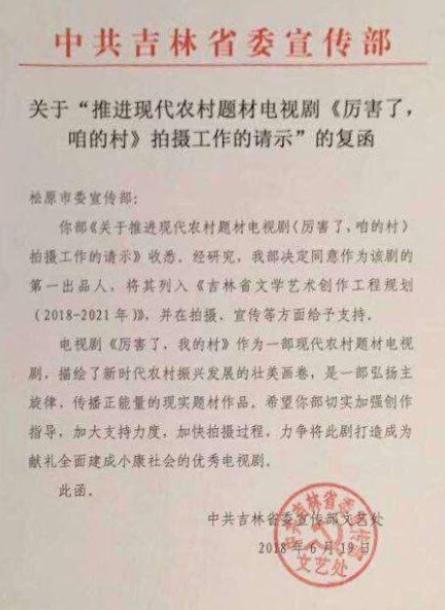 中共吉林省委宣传部
关于“推进现代农村题材电视剧《厉害了，
咱的村》拍摄工作的请示”的复函
松原市委宣传部：
你部《关于推进现代农村题材电视剧〈厉害了，咱的村〉
拍摄工作的请示》收悉。经研究，我部决定同意作为该剧的
第一出品人，将其列入《吉林省文学艺术创作工程规划
（2018-2021年）》，并在拍摄、宣传等方面给予支持。
电视剧《厉害了，我的村》作为一部现代农村题材电视
剧，描绘了新时代农村振兴发展的壮美画卷，是一部弘扬主
旋律，传播正能量的现实题材作品。希望你部切实加强创作
指导，加大支持力度，加快拍摄过程，力争将此剧打造成为
献礼全面建成小康社会的优秀电视剧。
此函。
中共吉林省委宣传部文艺处
2018年6月19日
中共吉林省委宣传部
文艺处